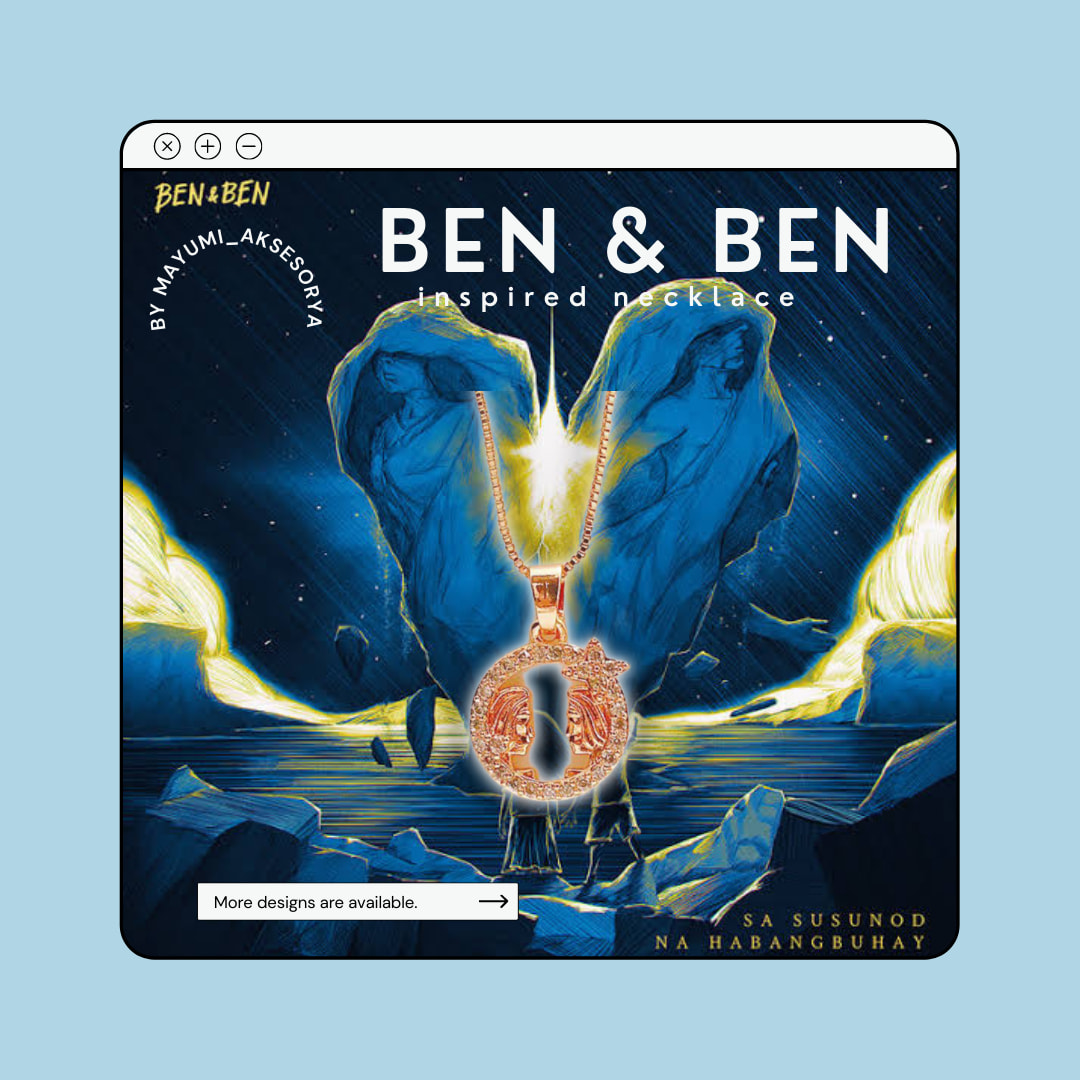 BEN&BEN
BY MAYUMI_AKSESORYA
BEN & BEN
inspired necklace
More designs are available.
SA SUSUNOD
NA HABANGBUHAY